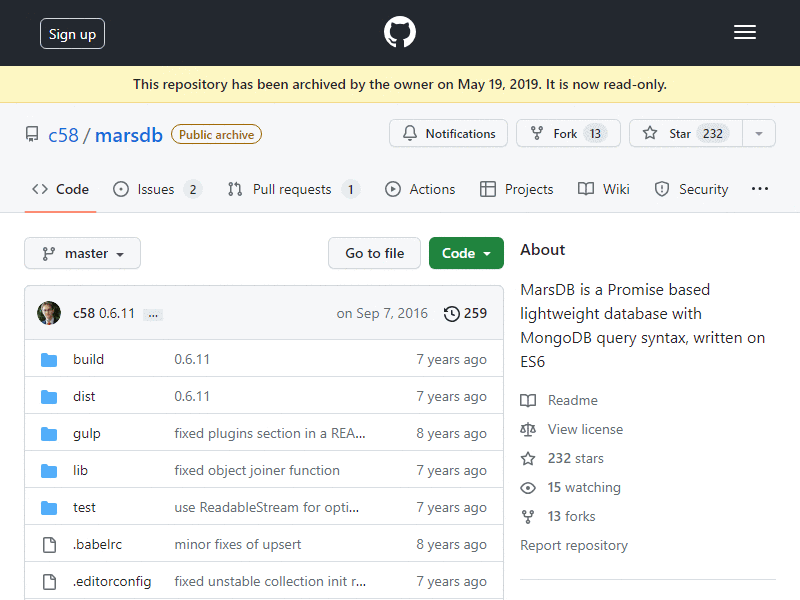 Sign up
This repository has been archived by the owner on May 19, 2019. It is now read-only.
c58 / marsdb Public archive
Notifications Fork 13 Star 232
Code Issues 2 Pull requests 1 Actions Projects Wiki Security ...
master Go to file Code
c58 0.6.11 ... on Sep 7, 2016 259
build 0.6.11 7 years ago
dist 0.6.11 7 years ago
gulp fixed plugins section in a REA... 8 years ago
lib fixed object joiner function 7 years ago
test use ReadableStream for opti... 7 years ago
.babelrc minor fixes of upsert 8 years ago
.editorconfig fixed unstable collection init r... 7 years ago
About
MarsDB is a Promise based
lightweight database with
MongoDB query syntax, written on
ES6
Readme
View license
232 stars
15 watching
13 forks
Report repository